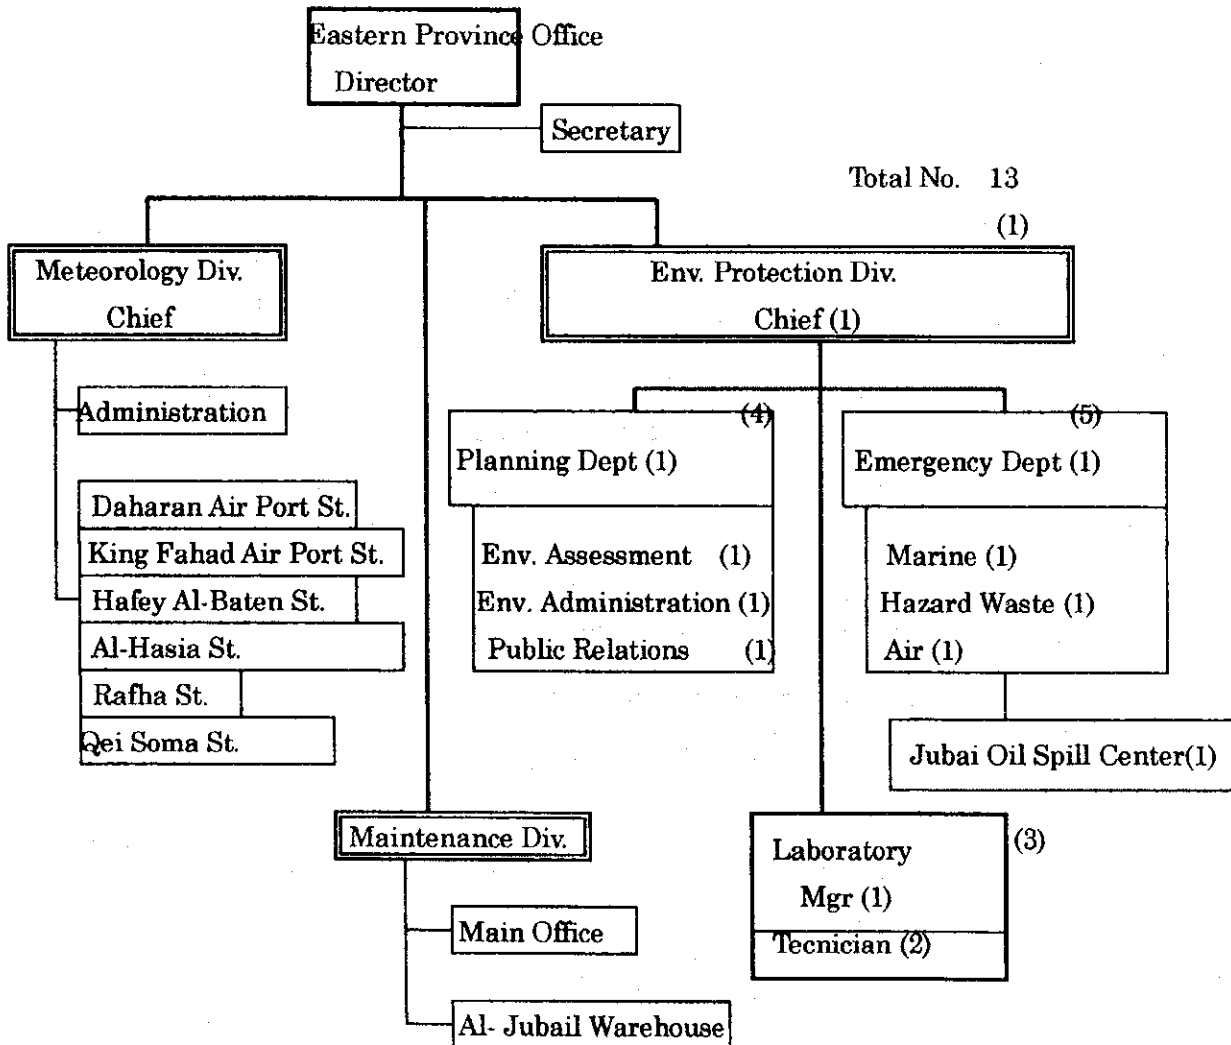 Eastern Province Office
Director
Secretary
Total No. 13
(1)
Meteorology Div.
Chief
Env. Protection Div.
Chief (1)
Administration
Daharan Air Port St.
King Fahad Air Port St.
Hafey Al-Baten St.
Al-Hasia St.
Rafha St.
Qei Soma St.
(4)
Planning Dept (1)
Env. Assessment (1)
Env. Administration (1)
Public Relations (1)
(5)
Emergency Dept (1)
Marine (1)
Hazard Waste (1)
Air (1)
Jubai Oil Spill Center(1)
Maintenance Div.
Main Office
Al- Jubail Warehouse
(3)
Laboratory
Mgr (1)
Tecnician (2)